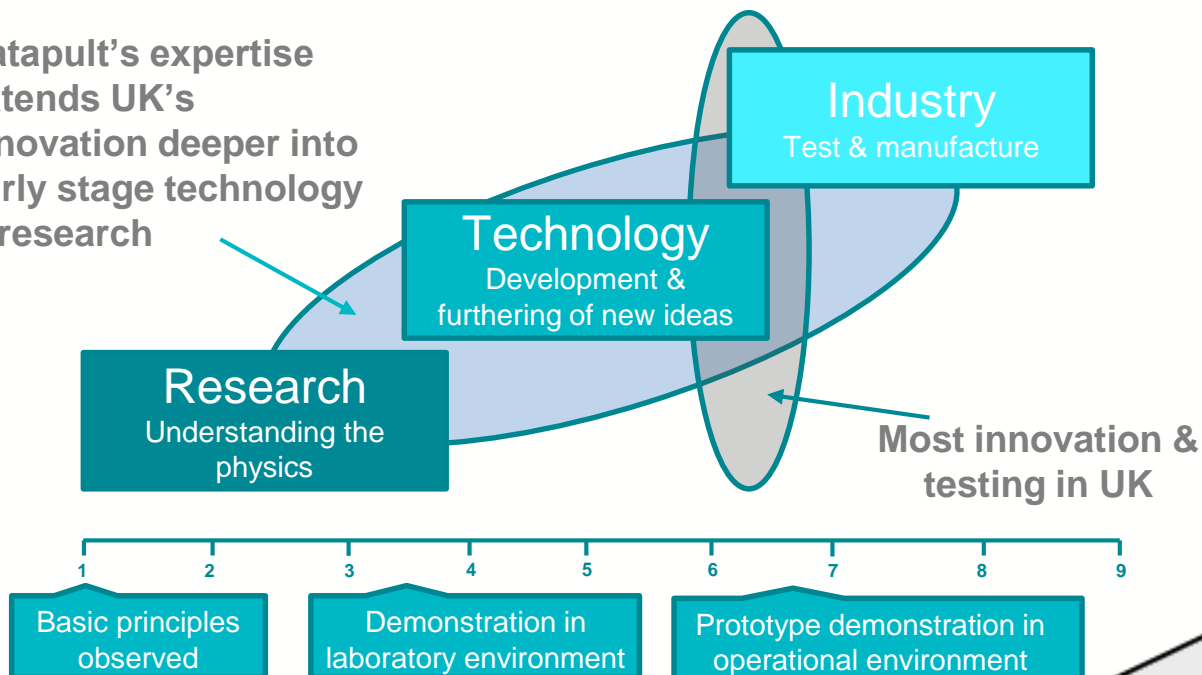 atapult's expertise
tends UK's
novation deeper into
rly stage technology
research
Industry
Test & manufacture
Technology
Development &
furthering of new ideas
Research
Understanding the
physics
Most innovation &
testing in UK
1 2 3 4 5 6 7 8 9
Basic principles
observed
Demonstration in
laboratory environment
Prototype demonstration in
operational environment